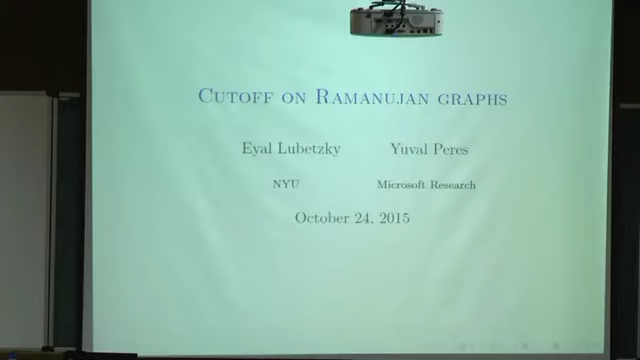 CUTOFF ON RAMANUJAN GRAPHS
Eyal Lubetzky Yuval Peres
NYU Microsoft Research
October 24, 2015